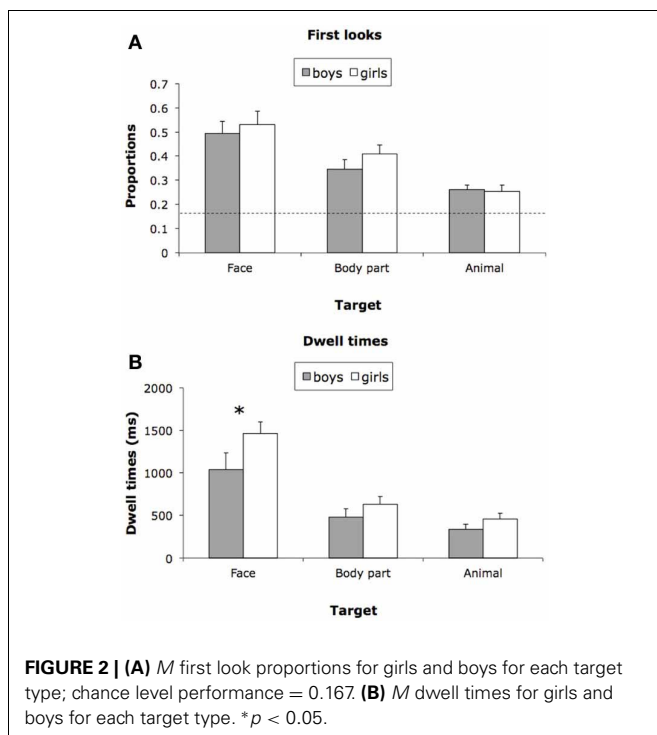 A
First looks
boys girls
0.7
0.6
0.5
0.4
0.3
0.2
0.1
0
Proportions
Face Body part Animal
Target
B
Dwell times
boys girls
2000
1500
1000
500
0
Dwell times (ms)
*
Face Body part Animal
Target
FIGURE 2 | (A) M first look proportions for girls and boys for each target
type; chance level performance = 0.167. (B) M dwell times for girls and
boys for each target type. *p < 0.05.